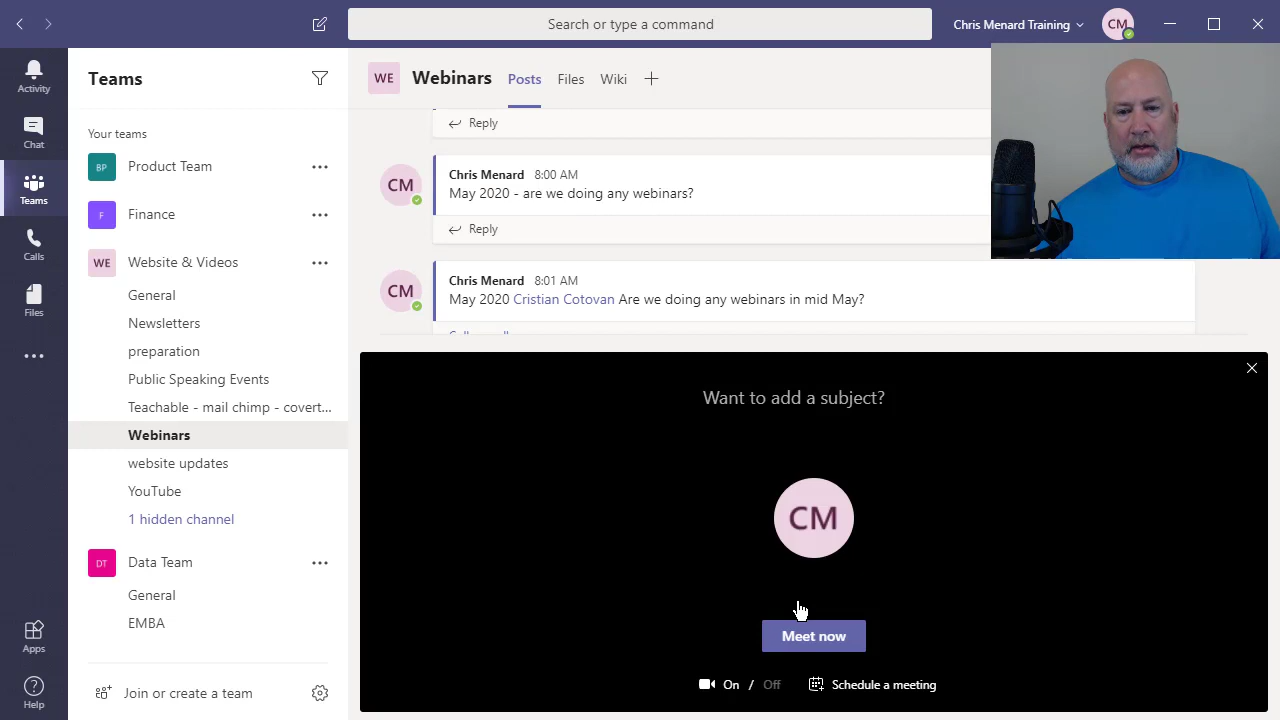 Search or type a command
Chris Menard Training
CM
Activity
Chat
Teams
Calls
Files
Apps
Help
Teams
Your teams
BP Product Team
F Finance
WE Website & Videos
General
Newsletters
preparation
Public Speaking Events
Teachable - mail chimp - covert...
Webinars
website updates
YouTube
1 hidden channel
DT Data Team
General
EMBA
Join or create a team
WE Webinars Posts Files Wiki
Reply
CM
Chris Menard 8:00 AM
May 2020 - are we doing any webinars?
Reply
CM
Chris Menard 8:01 AM
May 2020 Cristian Cotovan Are we doing any webinars in mid May?
Want to add a subject?
CM
Meet now
On / Off
Schedule a meeting